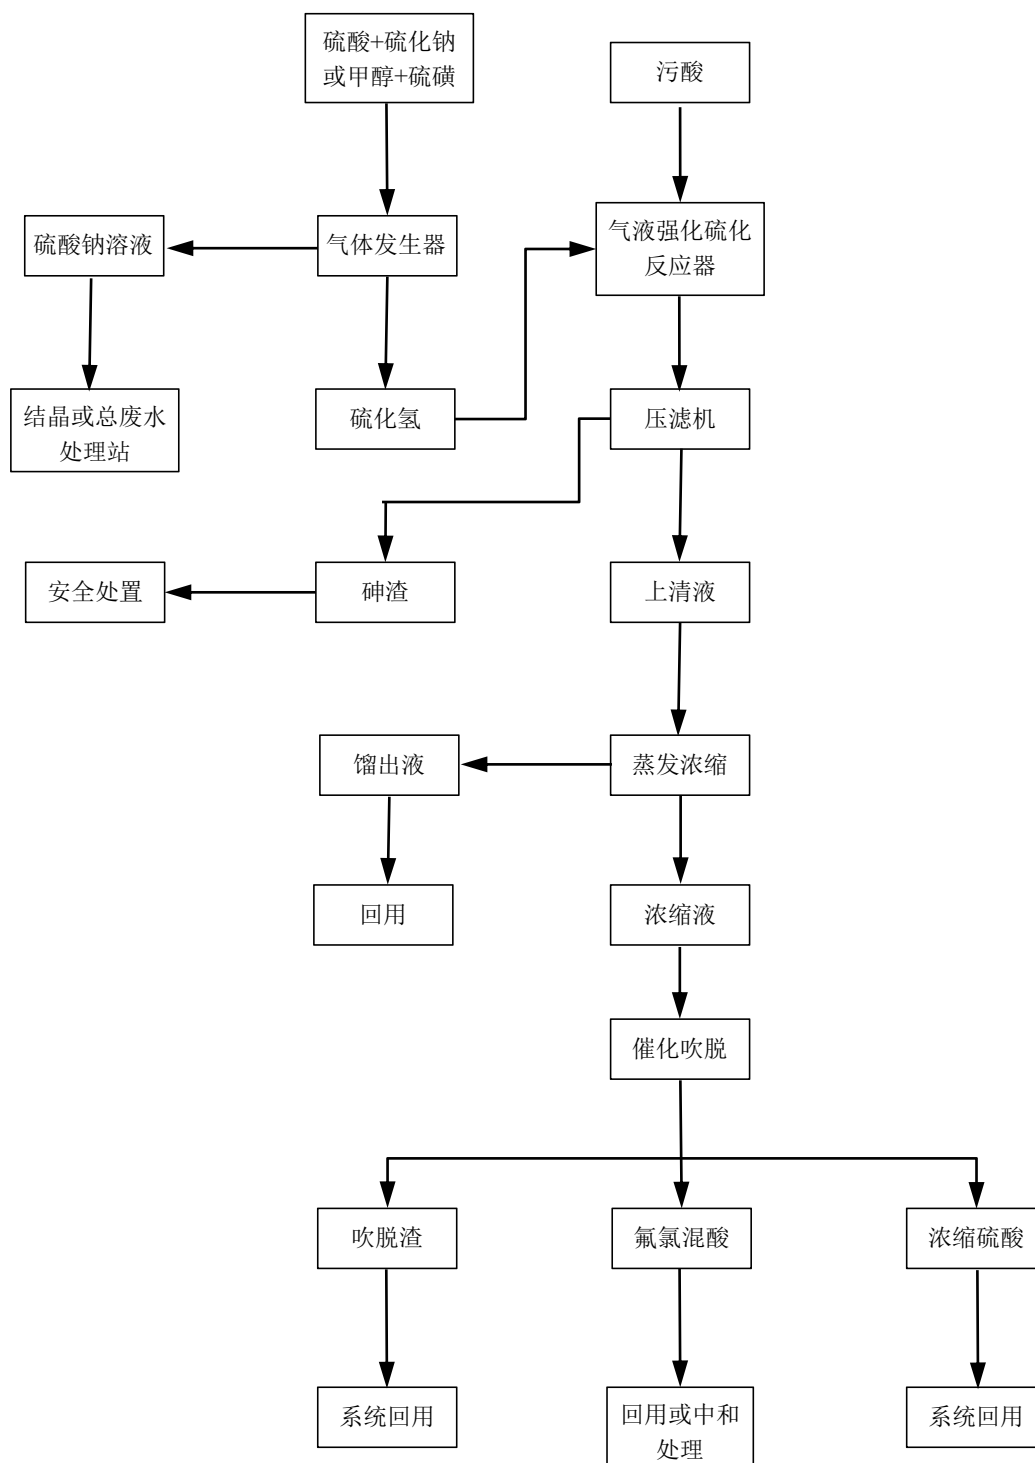 硫酸+硫化钠
或甲醇+硫磺
污酸
硫酸钠溶液
气体发生器
气液强化硫化
反应器
结晶或总废水
处理站
硫化氢
压滤机
安全处置
砷渣
上清液
馏出液
蒸发浓缩
回用
浓缩液
催化吹脱
吹脱渣
氟氯混酸
浓缩硫酸
系统回用
回用或中和
处理
系统回用